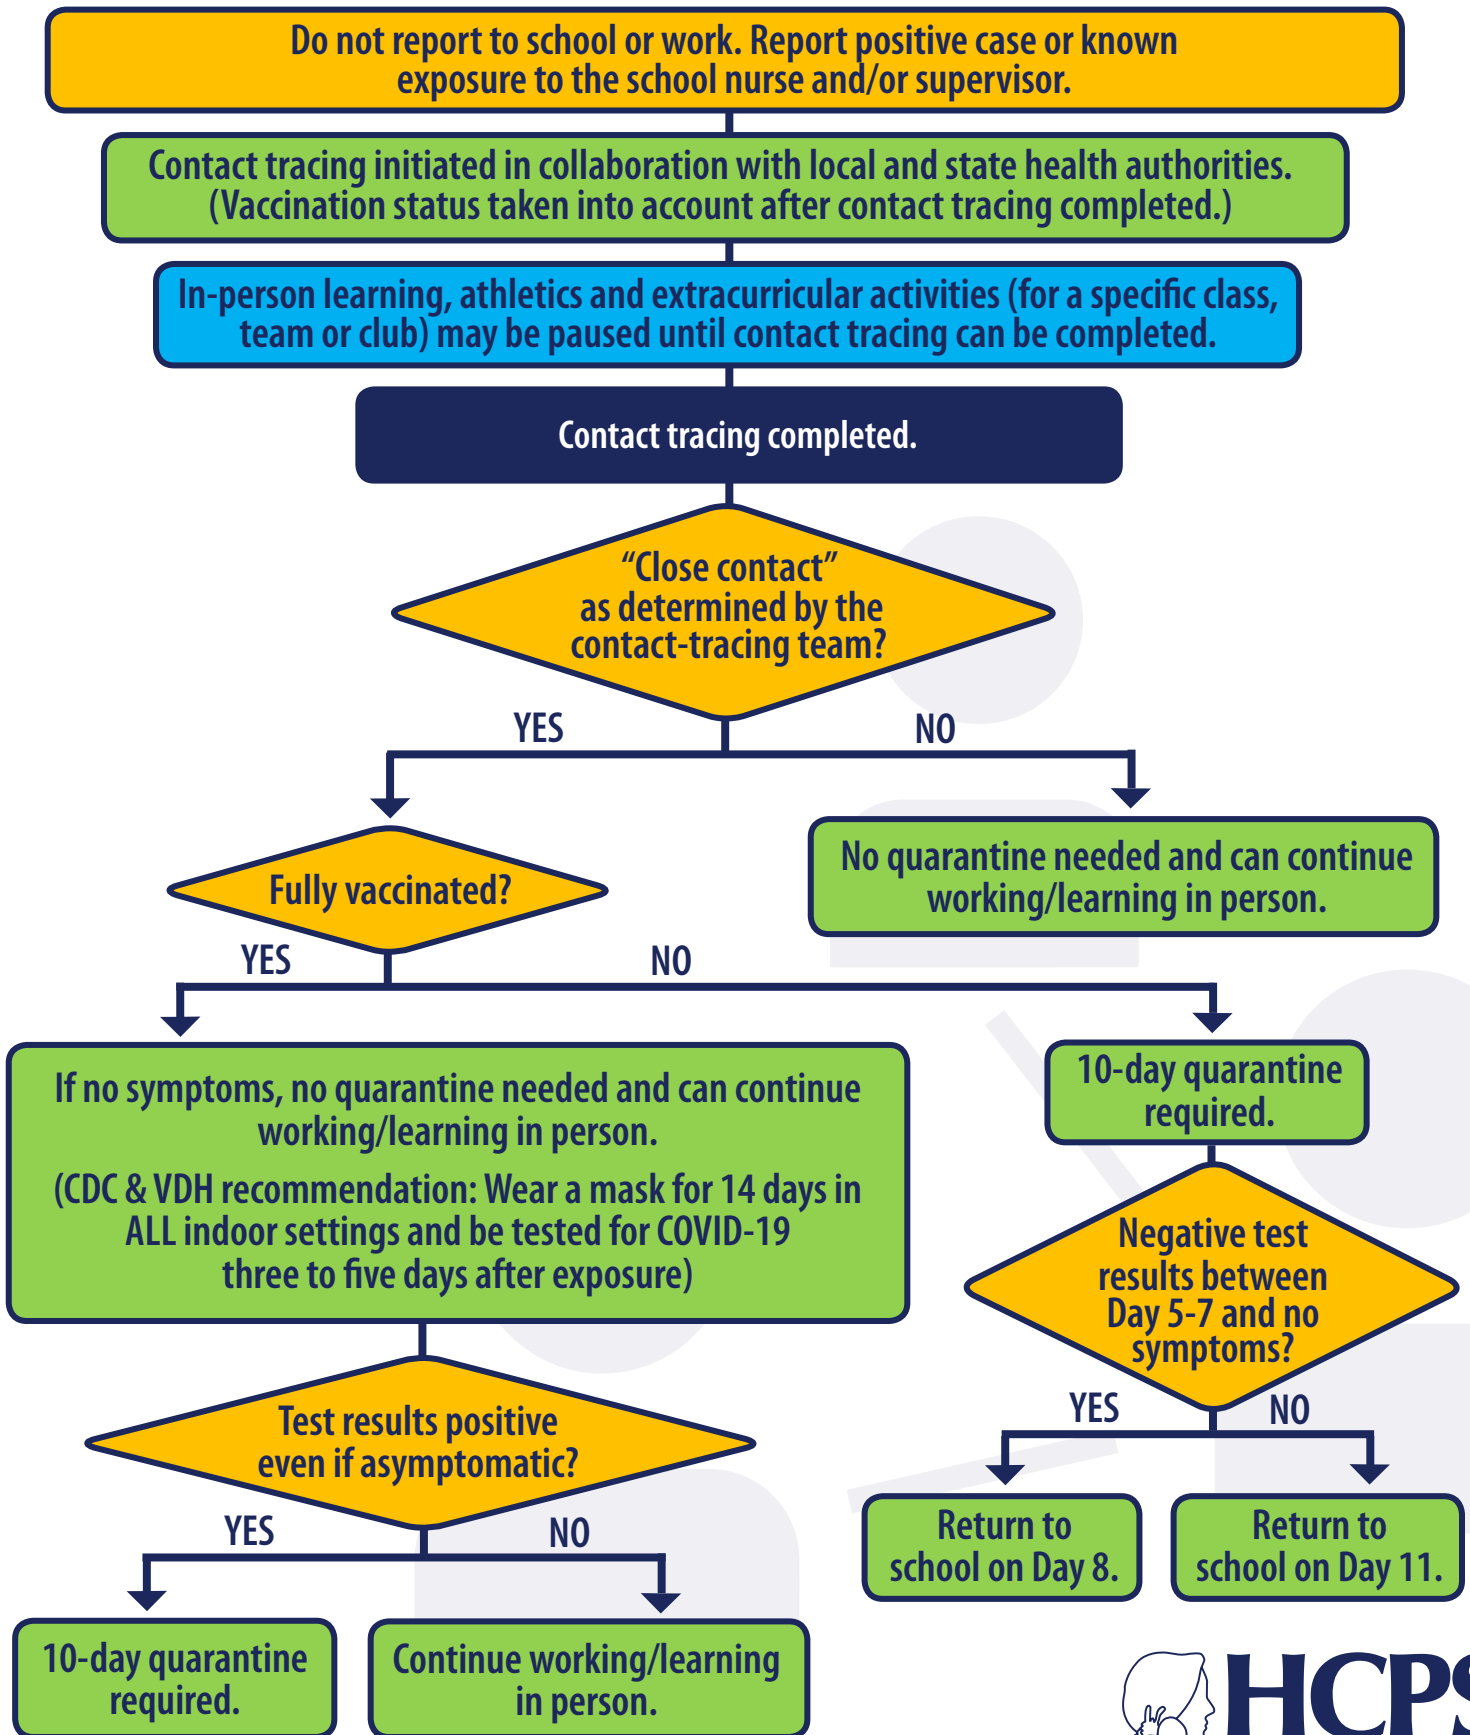 Do not report to school or work. Report positive case or known
exposure to the school nurse and/or supervisor.
Contact tracing initiated in collaboration with local and state health authorities.
(Vaccination status taken into account after contact tracing completed.)
In-person learning, athletics and extracurricular activities (for a specific class,
team or club) may be paused until contact tracing can be completed.
Contact tracing completed.
“Close contact”
as determined by the
contact-tracing team?
YES
NO
Fully vaccinated?
No quarantine needed and can continue
working/learning in person.
YES
NO
If no symptoms, no quarantine needed and can continue
working/learning in person.
(CDC & VDH recommendation: Wear a mask for 14 days in
ALL indoor settings and be tested for COVID-19
three to five days after exposure)
10-day quarantine
required.
Negative test
results between
Day 5-7 and no
symptoms?
Test results positive
even if asymptomatic?
YES
NO
Return to
school on Day 8.
Return to
school on Day 11.
YES
NO
10-day quarantine
required.
Continue working/learning
in person.
HCPS